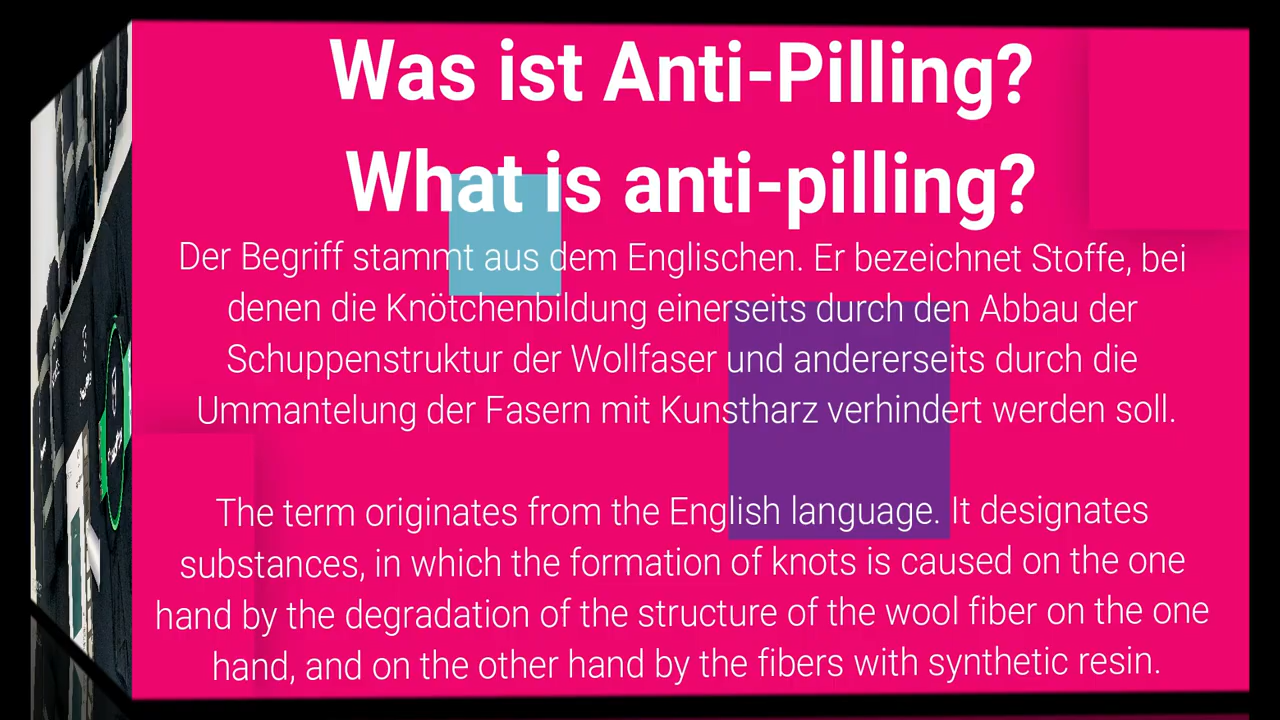 Was ist Anti-Pilling?
What is anti-pilling?
Der Begriff stammt aus dem Englischen. Er bezeichnet Stoffe, bei
denen die Knötchenbildung einerseits durch den Abbau der
Schuppenstruktur der Wollfaser und andererseits durch die
Ummantelung der Fasern mit Kunstharz verhindert werden soll.
The term originates from the English language. It designates
substances, in which the formation of knots is caused on the one
hand by the degradation of the structure of the wool fiber on the one
hand, and on the other hand by the fibers with synthetic resin.